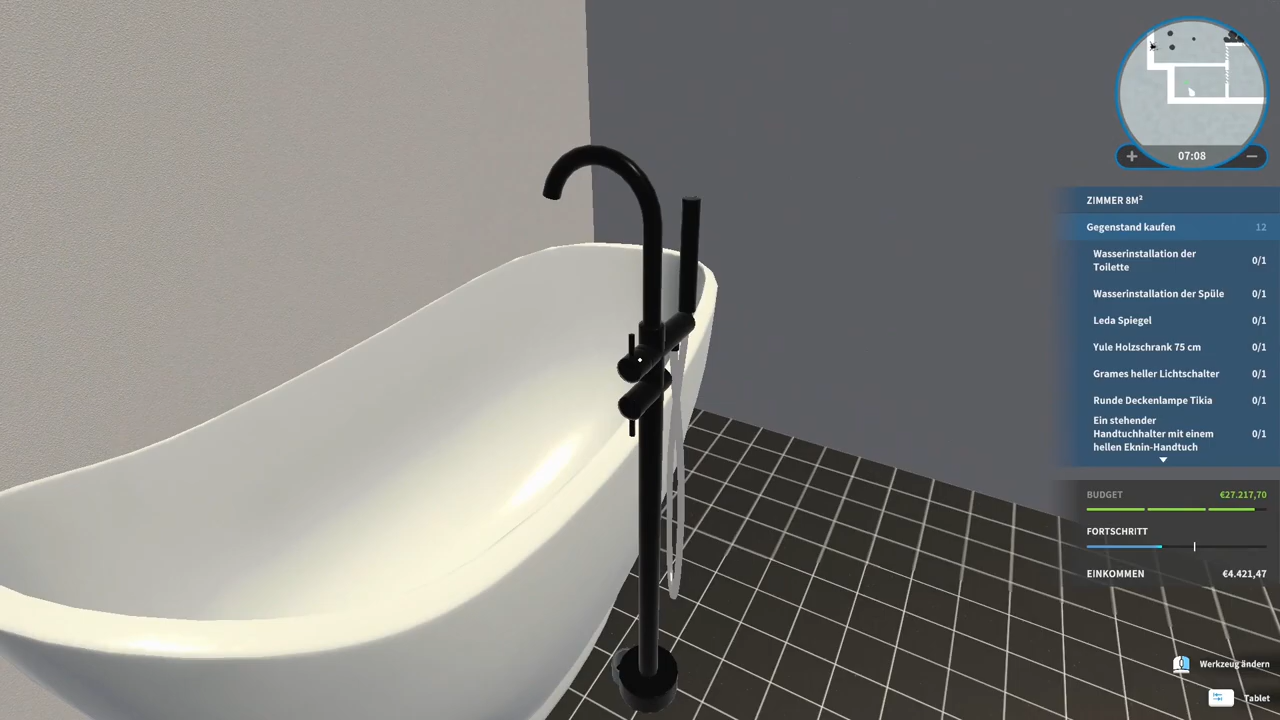 07:08
ZIMMER 8M²
Gegenstand kaufen 12
Wasserinstallation der
Toilette 0/1
Wasserinstallation der Spüle 0/1
Leda Spiegel 0/1
Yule Holzschrank 75 cm 0/1
Grames heller Lichtschalter 0/1
Runde Deckenlampe Tikia 0/1
Ein stehender
Handtuchhalter mit einem 0/1
hellen Eknin-Handtuch
BUDGET €27.217,70
FORTSCHRITT
EINKOMMEN €4.421,47
Werkzeug ändern
Tablet